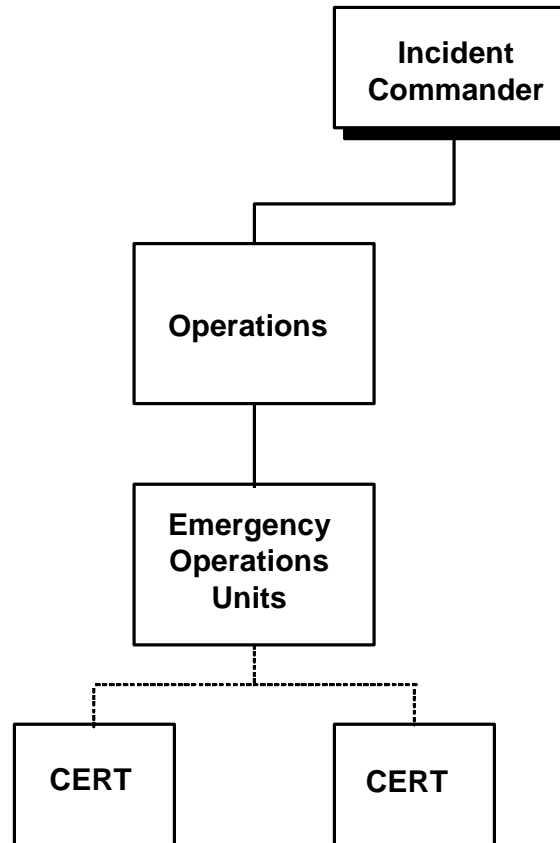 Incident
Commander
Operations
Emergency
Operations
Units
CERT
CERT